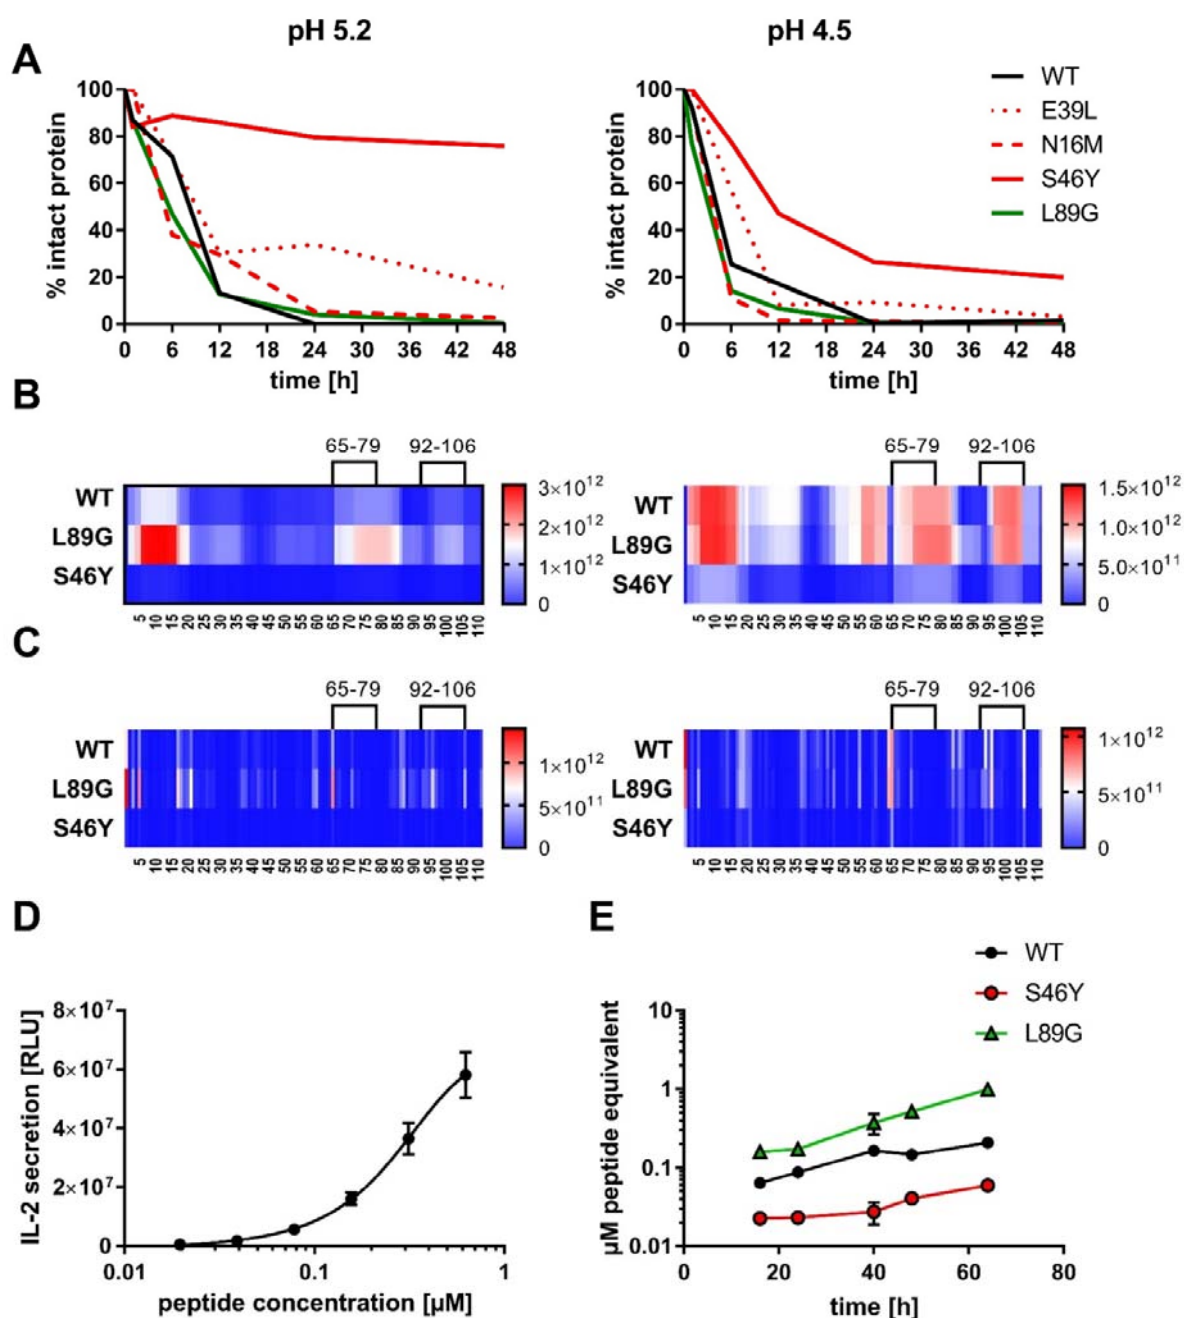 pH 5.2
pH 4.5
A
% intact protein
100
80
60
40
20
0
0 6 12 18 24 30 36 42 48
time [h]
% intact protein
100
80
60
40
20
0
0 6 12 18 24 30 36 42 48
time [h]
WT
E39L
N16M
S46Y
L89G
B
65-79
92-106
WT
L89G
S46Y
3×10¹²
2×10¹²
1×10¹²
0
5 10 15 20 25 30 35 40 45 50 55 60 65 70 75 80 85 90 95 100 105 110
65-79
92-106
WT
L89G
S46Y
1.5×10¹²
1.0×10¹²
5.0×10¹¹
0
5 10 15 20 25 30 35 40 45 50 55 60 65 70 75 80 85 90 95 100 105 110
C
65-79
92-106
WT
L89G
S46Y
1×10¹²
5×10¹¹
0
5 10 15 20 25 30 35 40 45 50 55 60 65 70 75 80 85 90 95 100 105 110
65-79
92-106
WT
L89G
S46Y
1×10¹²
5×10¹¹
0
5 10 15 20 25 30 35 40 45 50 55 60 65 70 75 80 85 90 95 100 105 110
D
IL-2 secretion [RLU]
8×10⁷
6×10⁷
4×10⁷
2×10⁷
0
0.01 0.1 1
peptide concentration [µM]
E
WT
S46Y
L89G
µM peptide equivalent
10
1
0.1
0.01
0 20 40 60 80
time [h]